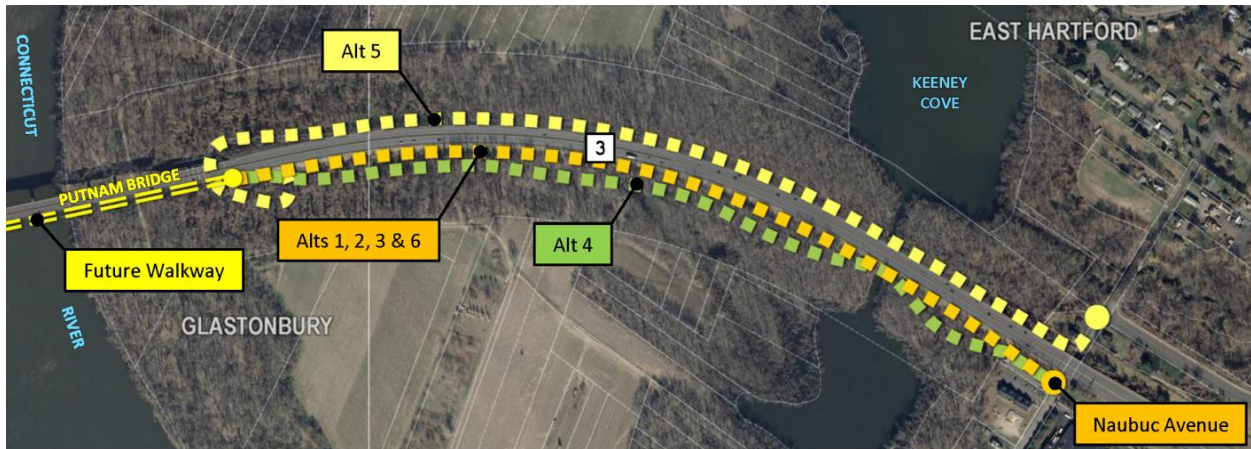 EAST HARTFORD
CONNECTICUT
Alt 5
KEENEY
COVE
3
PUTNAM BRIDGE
Alts 1, 2, 3 & 6
Alt 4
Future Walkway
RIVER
GLASTONBURY
Naubuc Avenue